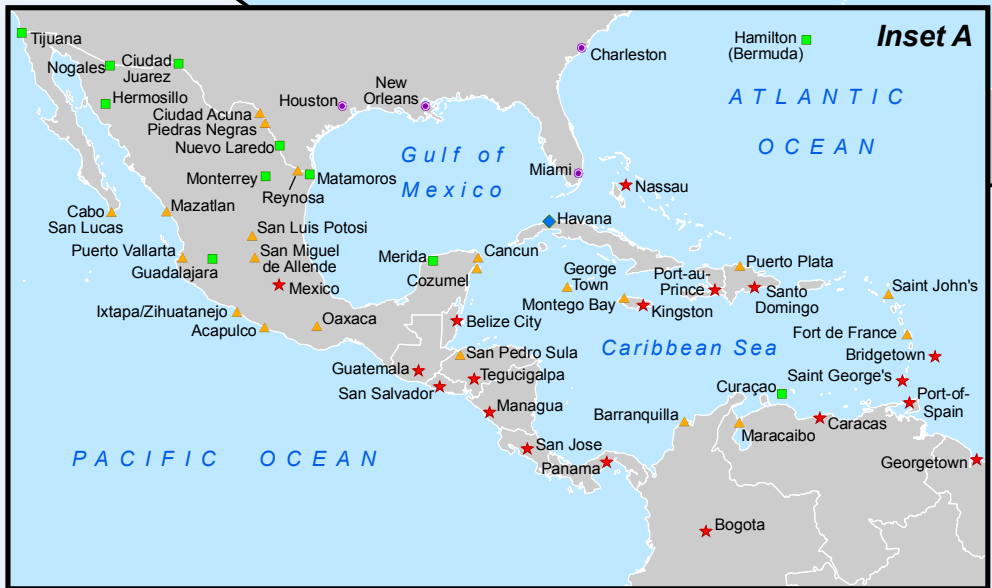 Inset A
Tijuana
Nogales
Ciudad
Juarez
Hermosillo
Ciudad Acuna
Piedras Negras
Nuevo Laredo
Monterrey
Reynosa
Matamoros
Houston
New
Orleans
Charleston
Hamilton
(Bermuda)
ATLANTIC
OCEAN
Gulf of
Mexico
Miami
Nassau
Havana
Cabo
San Lucas
Mazatlan
San Luis Potosi
Puerto Vallarta
San Miguel
de Allende
Guadalajara
Mexico
Merida
Cancun
Cozumel
Ixtapa/Zihuatanejo
Acapulco
Oaxaca
Belize City
George
Town
Montego Bay
Kingston
Port-au-
Prince
Puerto Plata
Santo
Domingo
Saint John's
Fort de France
Bridgetown
Saint George's
Port-of-
Spain
Caribbean Sea
Guatemala
San Pedro Sula
San Salvador
Tegucigalpa
Managua
San Jose
Panama
Barranquilla
Curaçao
Maracaibo
Caracas
Georgetown
Bogota
PACIFIC OCEAN